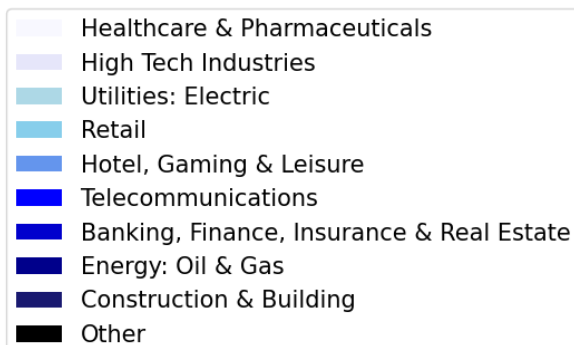 Healthcare & Pharmaceuticals
High Tech Industries
Utilities: Electric
Retail
Hotel, Gaming & Leisure
Telecommunications
Banking, Finance, Insurance & Real Estate
Energy: Oil & Gas
Construction & Building
Other